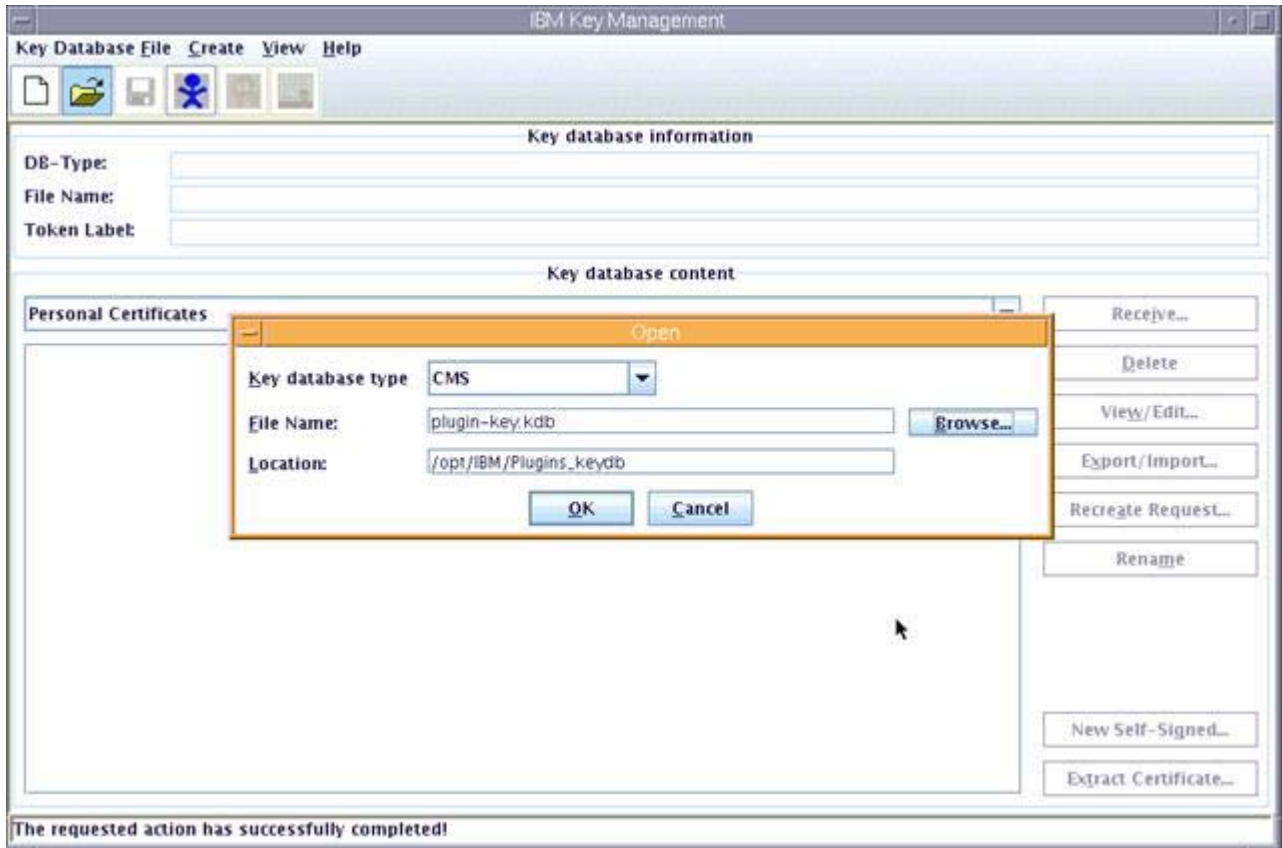 IBM Key Management
Key Database File Create View Help
Key database information
DB-Type:
File Name:
Token Label:
Key database content
Personal Certificates
Receive...
Open
Delete
Key database type CMS
View/Edit...
File Name: plugin-key.kdb Browse...
Export/Import...
Location: /opt/IBM/Plugins_keydb
OK Cancel
Recreate Request...
Rename
New Self-Signed...
Extract Certificate...
The requested action has successfully completed!